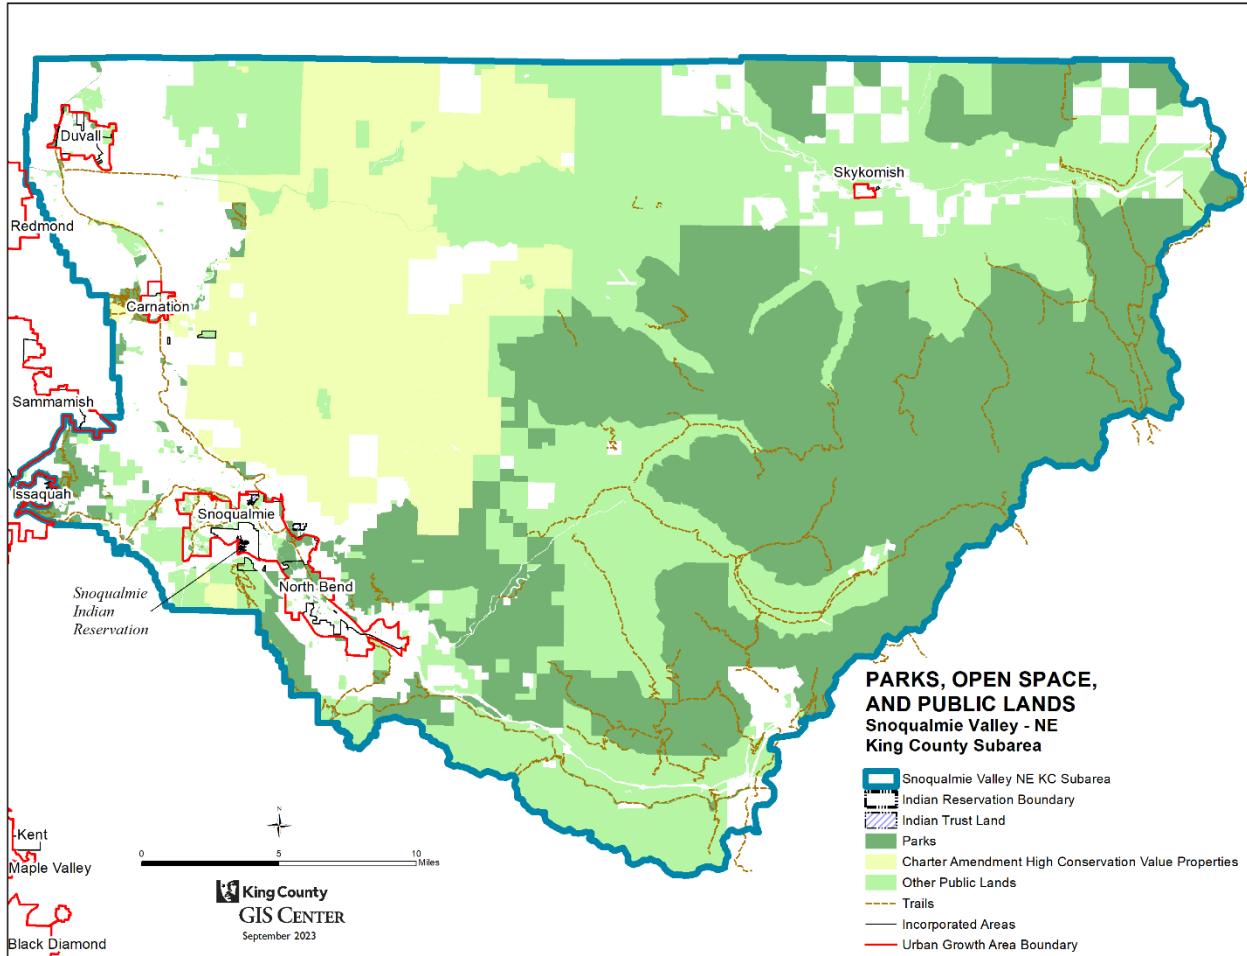 Duvall
Skykomish
Redmond
Carnation
Sammamish
Issaquah
Snoqualmie
North Bend
Snoqualmie
Indian
Reservation
PARKS, OPEN SPACE,
AND PUBLIC LANDS
Snoqualmie Valley - NE
King County Subarea
Snoqualmie Valley NE KC Subarea
Indian Reservation Boundary
Indian Trust Land
Parks
Charter Amendment High Conservation Value Properties
Other Public Lands
Trails
Incorporated Areas
Urban Growth Area Boundary
N
0 5 10
Miles
King County
GIS CENTER
September 2023
Kent
Maple Valley
Black Diamond